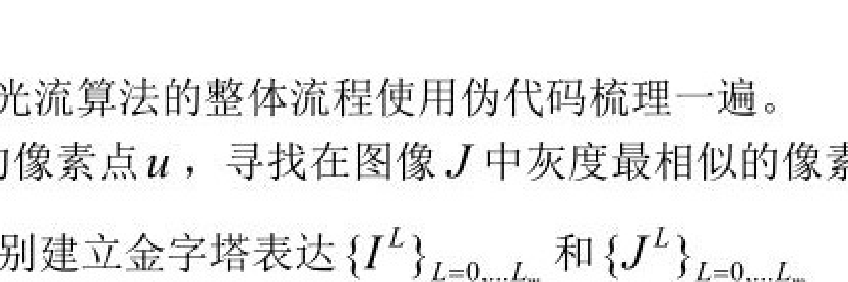 光流算法的整体流程使用伪代码梳理一遍。
的像素点u，寻找在图像J中灰度最相似的像素
别建立金字塔表达{I^L}_{L=0,...L_m}和{J^L}_{L=0,...L_m}